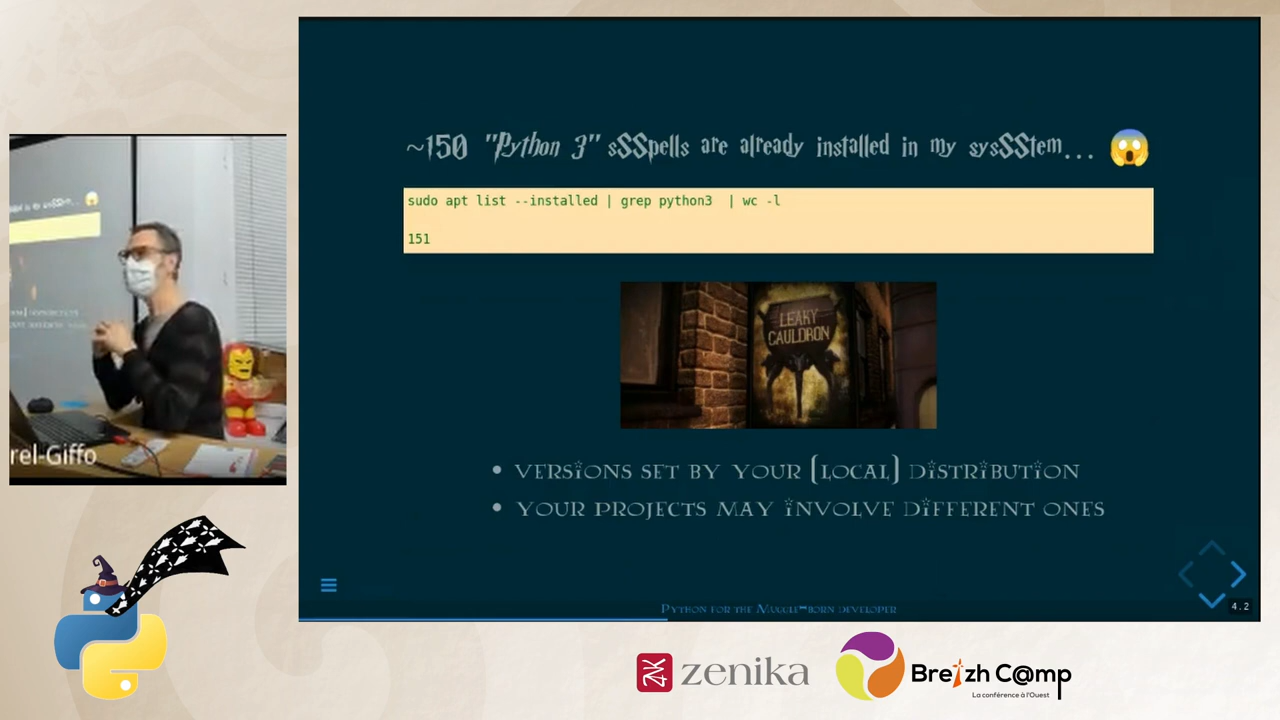 ~150 "Python 3" sSSpells are already installed in my sysSStem...
sudo apt list --installed | grep python3 | wc -l
151
LEAKY
CAULDRON
VERSIONS SET BY YOUR (LOCAL) DISTRIBUTION
YOUR PROJECTS MAY INVOLVE DIFFERENT ONES
PYTHON FOR THE MUGGLE-BORN DEVELOPER
4.2
rel-Giffo
zenika
Breizh C@mp
La conférence à l'Ouest